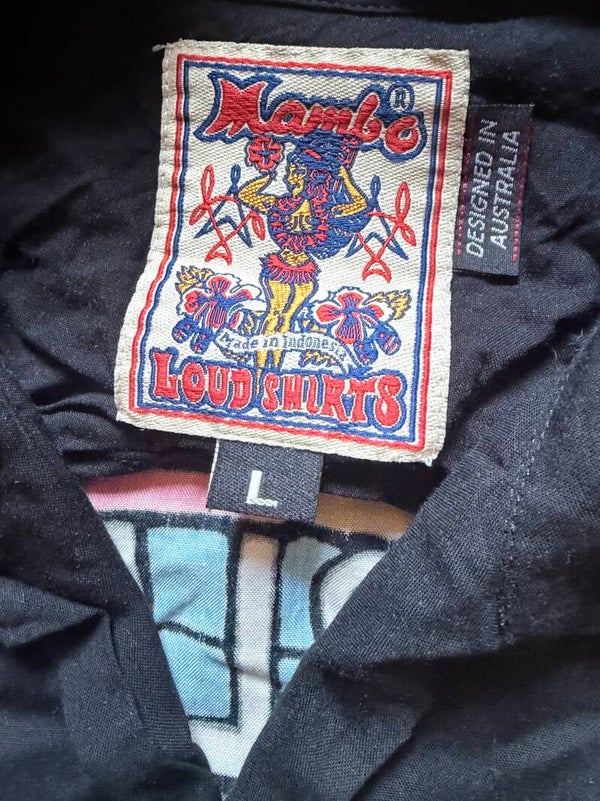 Mambo ®
DESIGNED IN
AUSTRALIA
Made in Indonesia
LOUD SHIRTS
L